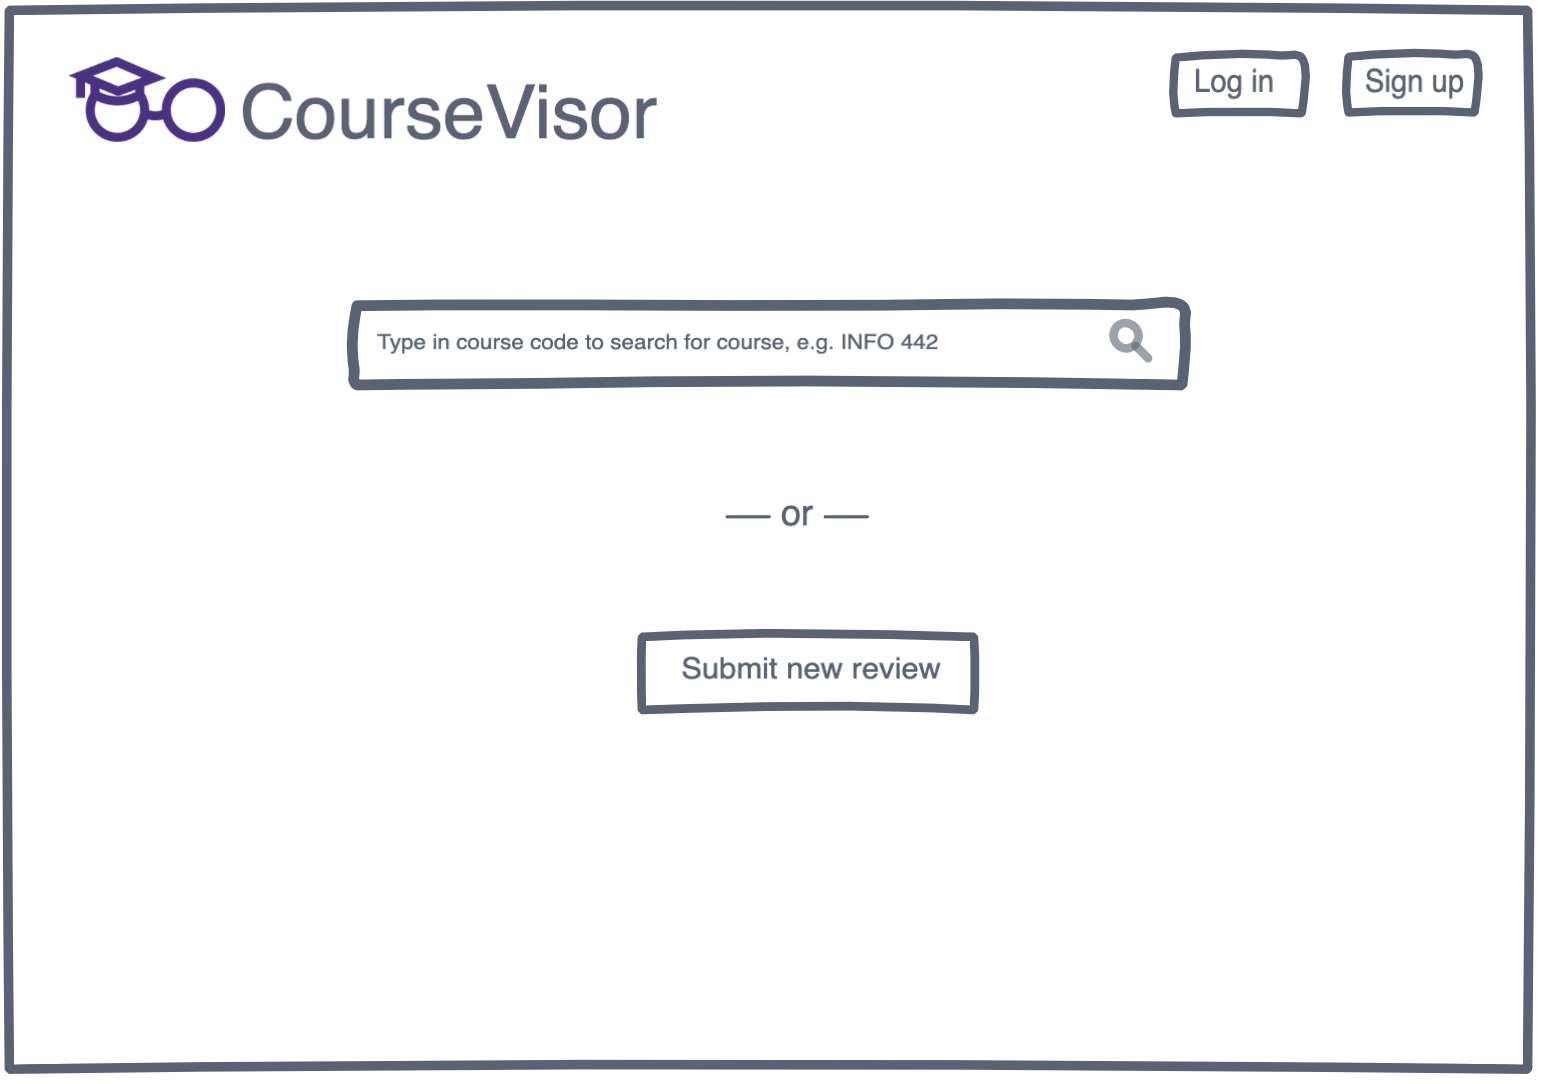 CourseVisor
Log in
Sign up
Type in course code to search for course, e.g. INFO 442
— or —
Submit new review